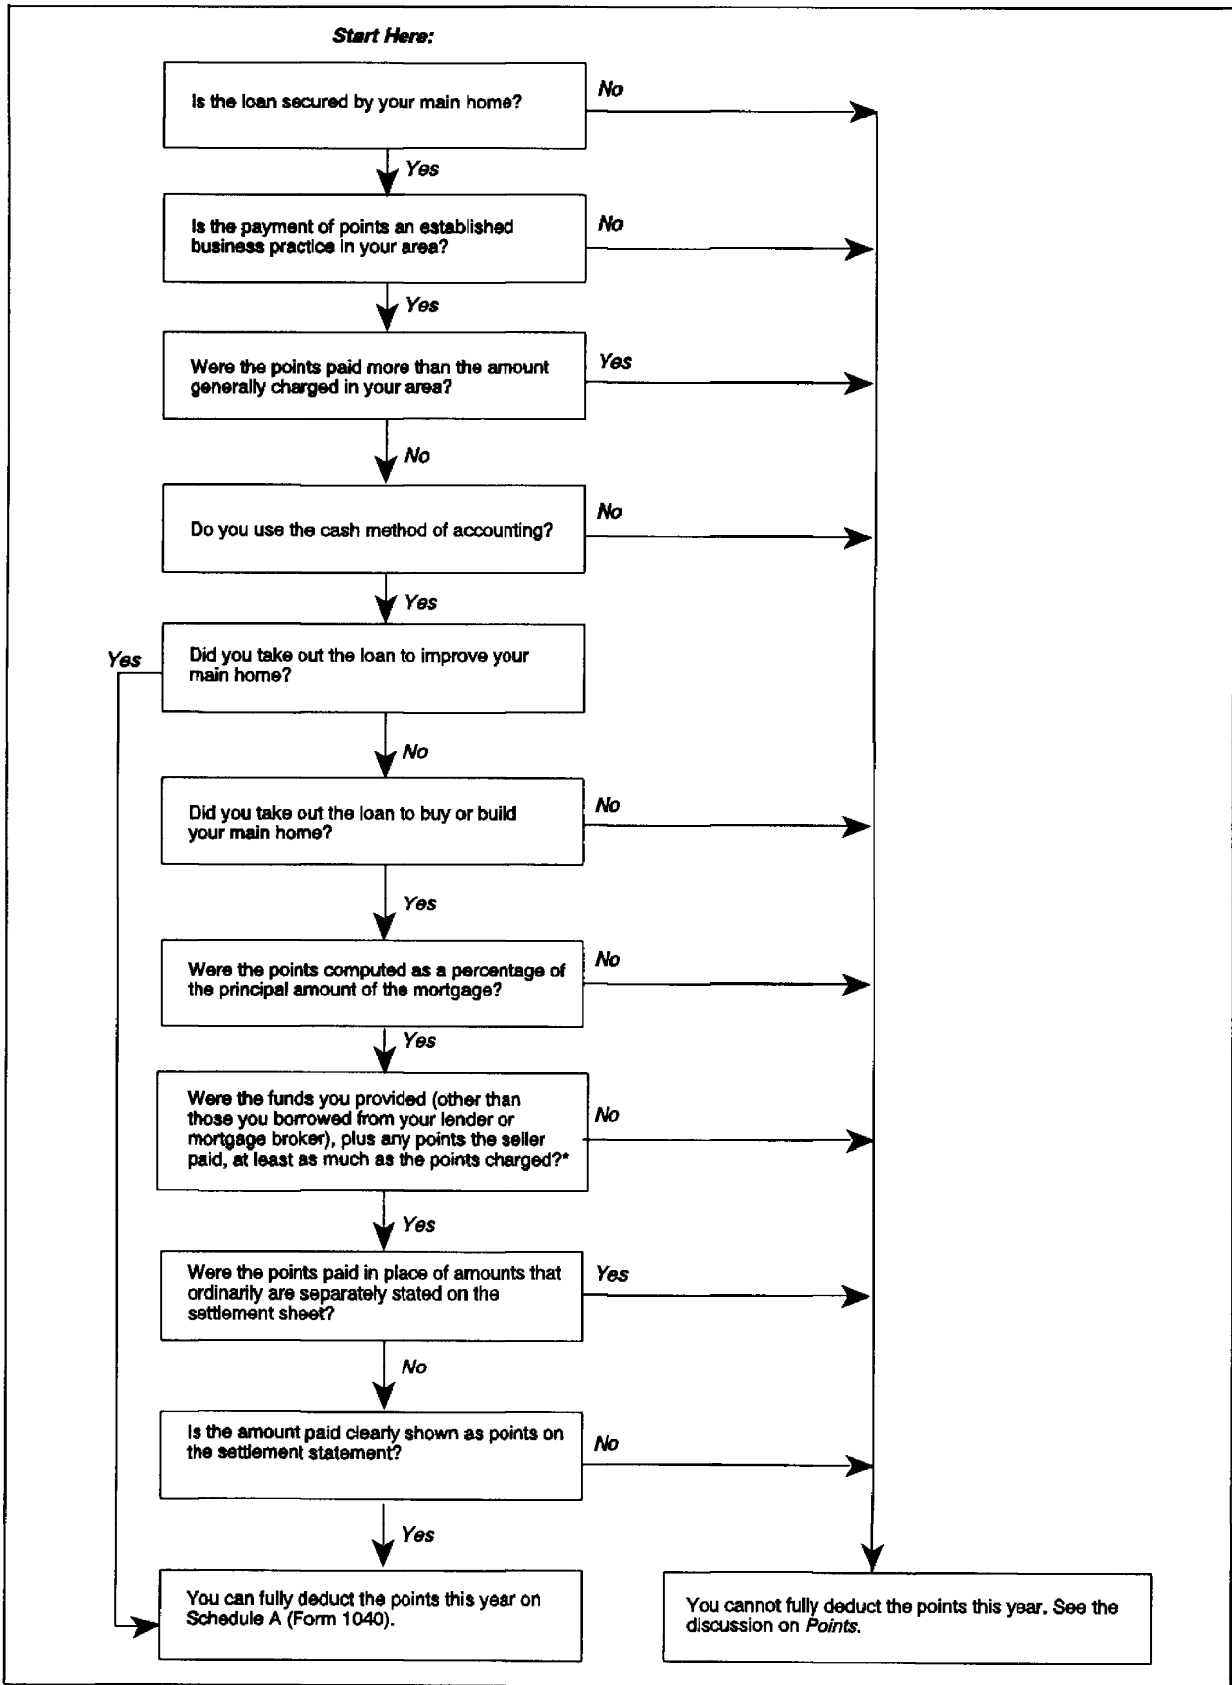 Start Here:
Is the loan secured by your main home?
No
Yes
Is the payment of points an established
business practice in your area?
No
Yes
Were the points paid more than the amount
generally charged in your area?
Yes
No
Do you use the cash method of accounting?
No
Yes
Did you take out the loan to improve your
main home?
Yes
No
Did you take out the loan to buy or build
your main home?
No
Yes
Were the points computed as a percentage of
the principal amount of the mortgage?
No
Yes
Were the funds you provided (other than
those you borrowed from your lender or
mortgage broker), plus any points the seller
paid, at least as much as the points charged?*
No
Yes
Were the points paid in place of amounts that
ordinarily are separately stated on the
settlement sheet?
Yes
No
Is the amount paid clearly shown as points on
the settlement statement?
No
Yes
You can fully deduct the points this year on
Schedule A (Form 1040).
You cannot fully deduct the points this year. See the
discussion on Points.